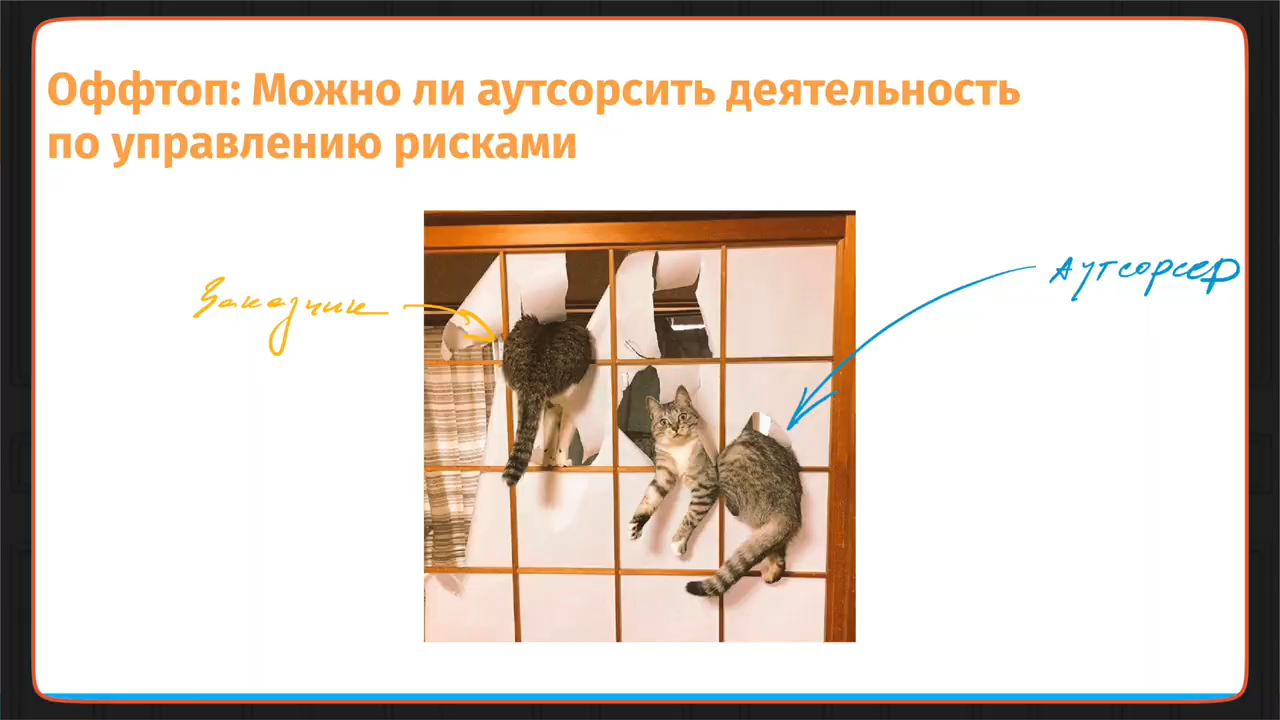 Оффтоп: Можно ли аутсорсить деятельность
по управлению рисками
Заказчик
Аутсорсер